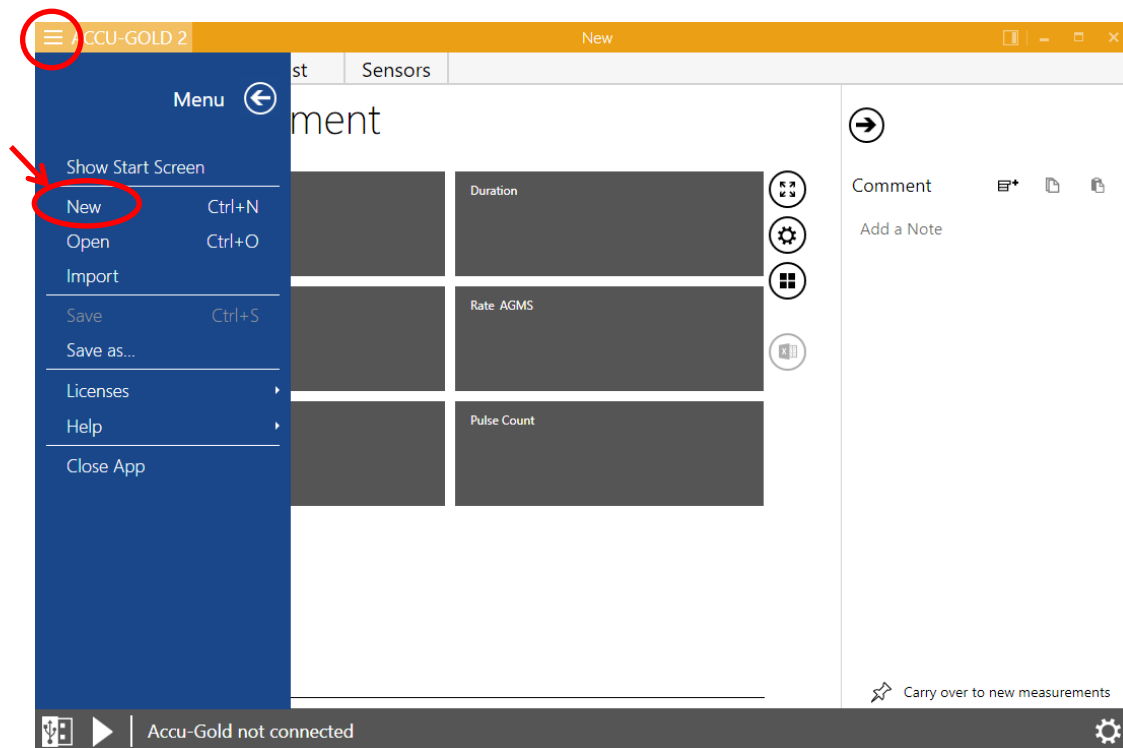 ACCU-GOLD 2
New
st
Sensors
Menu
ment
Show Start Screen
New Ctrl+N
Open Ctrl+O
Import
Save Ctrl+S
Save as...
Licenses
Help
Close App
Duration
Rate AGMS
Pulse Count
Comment
Add a Note
Carry over to new measurements
Accu-Gold not connected